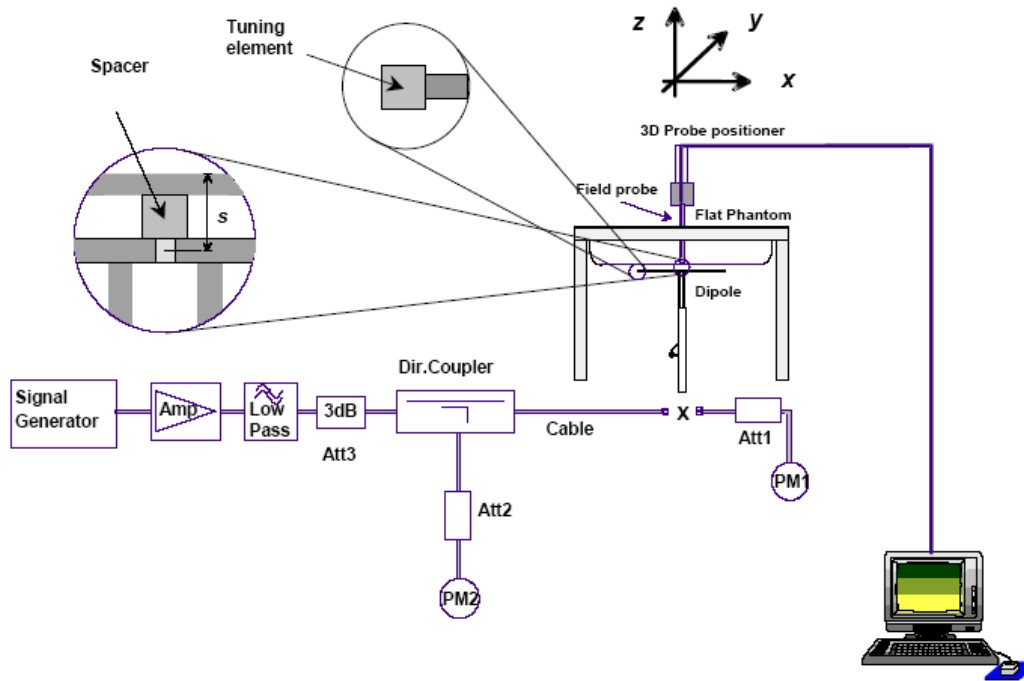 Tuning
element
z
y
x
Spacer
3D Probe positioner
Field probe
Flat Phantom
s
Dipole
Dir.Coupler
Signal
Generator
Amp
Low
Pass
3dB
Att3
Cable
x
Att1
PM1
Att2
PM2